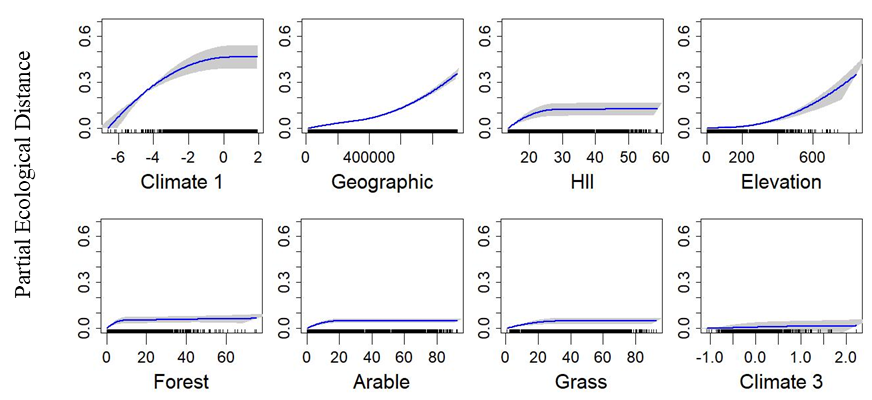 Partial Ecological Distance
0.0 0.3 0.6
-6 -4 -2 0 2
Climate 1
0.0 0.3 0.6
0 400000
Geographic
0.0 0.3 0.6
20 30 40 50 60
HII
0.0 0.3 0.6
0 200 600
Elevation
0.0 0.3 0.6
0 20 40 60
Forest
0.0 0.3 0.6
0 20 40 60 80
Arable
0.0 0.3 0.6
0 20 40 60 80
Grass
0.0 0.3 0.6
-1.0 0.0 1.0 2.0
Climate 3